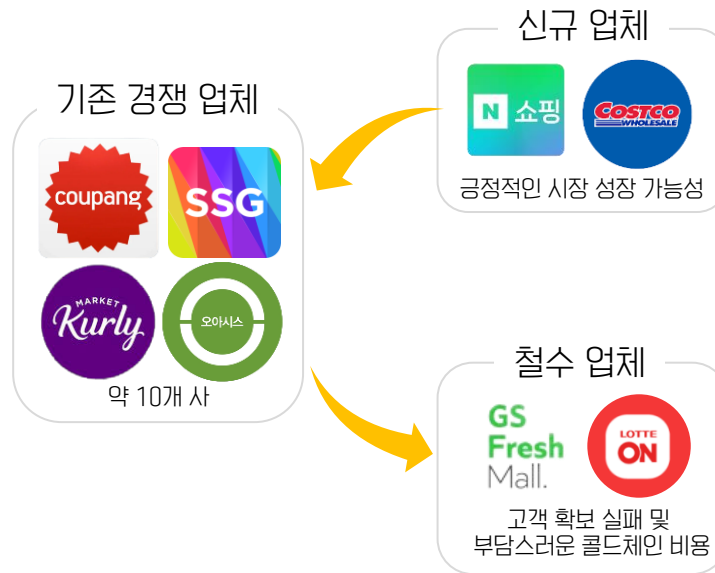 신규 업체
N 쇼핑
COSTCO
WHOLESALE
긍정적인 시장 성장 가능성
기존 경쟁 업체
coupang
SSG
MARKET
Kurly
오아시스
약 10개 사
철수 업체
GS
Fresh
Mall.
LOTTE
ON
고객 확보 실패 및
부담스러운 콜드체인 비용